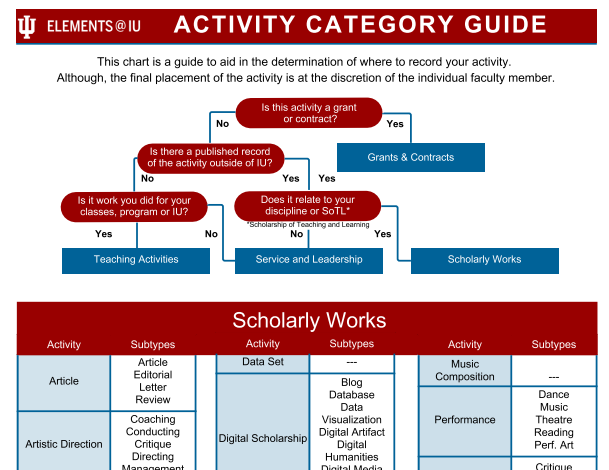 ELEMENTS@IU
ACTIVITY CATEGORY GUIDE
This chart is a guide to aid in the determination of where to record your activity.
Although, the final placement of the activity is at the discretion of the individual faculty member.
Is this activity a grant
or contract?
No
Yes
Is there a published record
of the activity outside of IU?
Grants & Contracts
No
Yes
Yes
Is it work you did for your
classes, program or IU?
Does it relate to your
discipline or SoTL*
*Scholarship of Teaching and Learning
Yes
No
No
Yes
Teaching Activities
Service and Leadership
Scholarly Works
Scholarly Works
Activity
Subtypes
Article
Article
Editorial
Letter
Review
Artistic Direction
Coaching
Conducting
Critique
Directing
Management
Activity
Subtypes
Data Set
---
Digital Scholarship
Blog
Database
Data
Visualization
Digital Artifact
Digital
Humanities
Digital Media
Activity
Subtypes
Music
Composition
---
Performance
Dance
Music
Theatre
Reading
Perf. Art
Critique